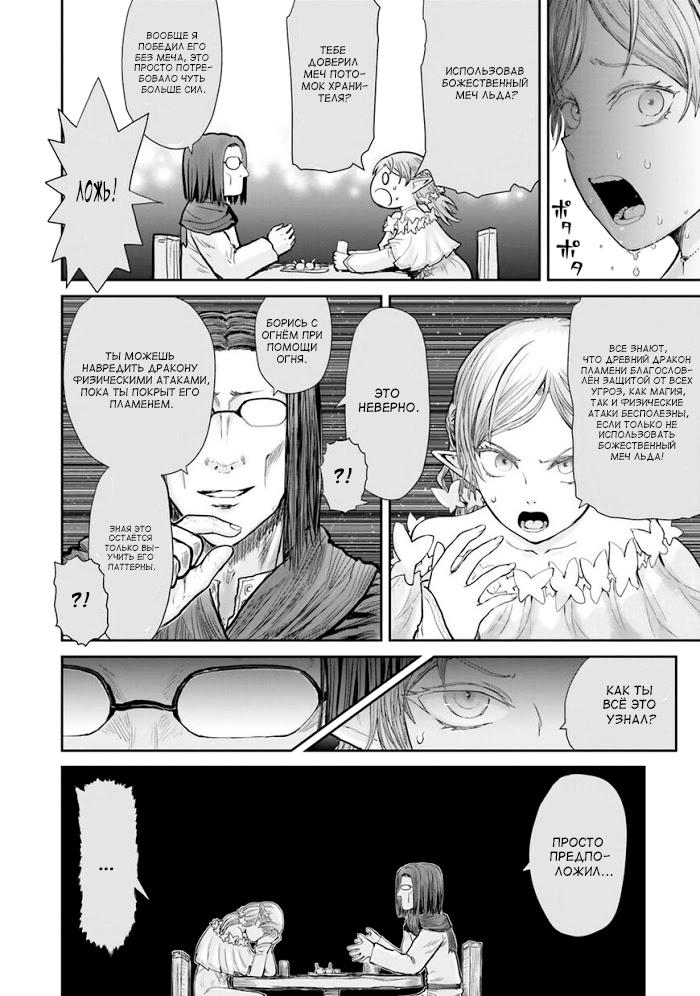 ИСПОЛЬЗОВАВ
БОЖЕСТВЕННЫЙ
МЕЧ ЛЬДА?
ТЕБЕ
ДОВЕРИЛ
МЕЧ ПОТО-
МОК ХРАНИ-
ТЕЛЯ?
ВООБЩЕ Я
ПОБЕДИЛ ЕГО
БЕЗ МЕЧА, ЭТО
ПРОСТО ПОТРЕ-
БОВАЛО ЧУТЬ
БОЛЬШЕ СИЛ.
ЛОЖЬ!
ポタ
ポタ
ВСЕ ЗНАЮТ,
ЧТО ДРЕВНИЙ ДРАКОН
ПЛАМЕНИ БЛАГОСЛОВ-
ЛЁН ЗАЩИТОЙ ОТ ВСЕХ
УГРОЗ, КАК МАГИЯ,
ТАК И ФИЗИЧЕСКИЕ
АТАКИ БЕСПОЛЕЗНЫ,
ЕСЛИ ТОЛЬКО НЕ
ИСПОЛЬЗОВАТЬ
БОЖЕСТВЕННЫЙ
МЕЧ ЛЬДА!
ЭТО
НЕВЕРНО.
БОРИСЬ С
ОГНЁМ ПРИ
ПОМОЩИ
ОГНЯ.
?!
ТЫ МОЖЕШЬ
НАВРЕДИТЬ ДРАКОНУ
ФИЗИЧЕСКИМИ АТАКАМИ,
ПОКА ТЫ ПОКРЫТ ЕГО
ПЛАМЕНЕМ.
ЗНАЯ ЭТО
ОСТАЁТСЯ
ТОЛЬКО ВЫ-
УЧИТЬ ЕГО
ПАТТЕРНЫ.
?!
КАК ТЫ
ВСЁ ЭТО
УЗНАЛ?
ПРОСТО
ПРЕДПО-
ЛОЖИЛ...
...